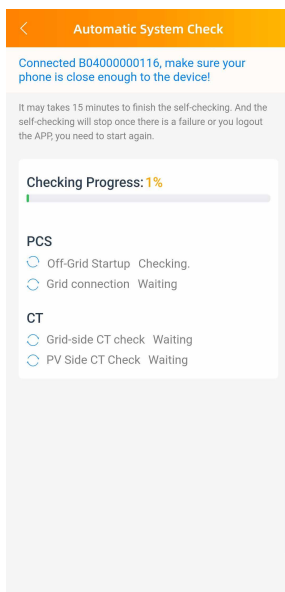 Automatic System Check
Connected B04000000116, make sure your
phone is close enough to the device!
It may takes 15 minutes to finish the self-checking. And the
self-checking will stop once there is a failure or you logout
the APP, you need to start again.
Checking Progress: 1%
PCS
Off-Grid Startup Checking.
Grid connection Waiting
CT
Grid-side CT check Waiting
PV Side CT Check Waiting